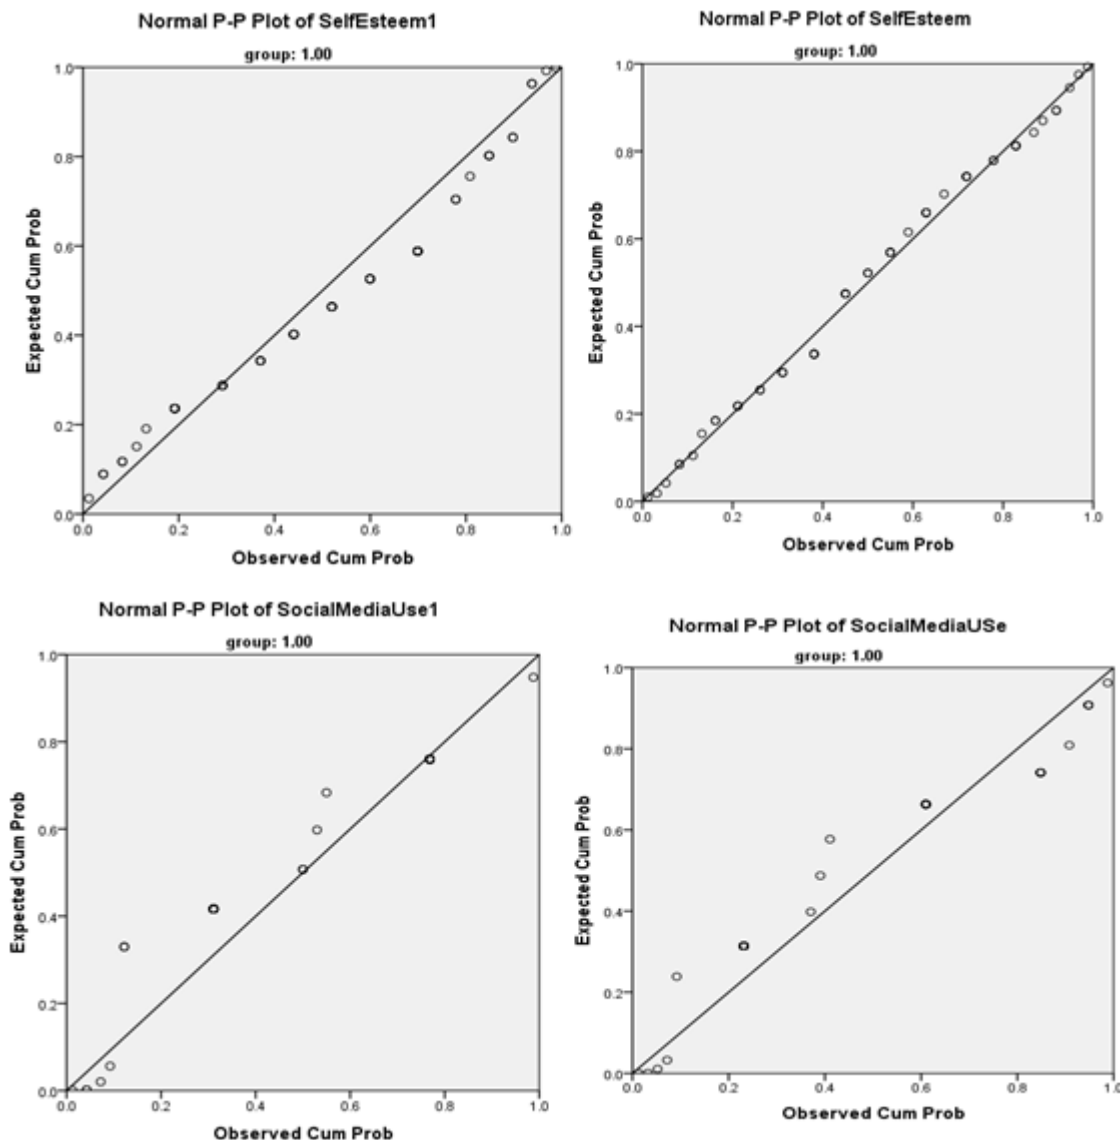 Normal P-P Plot of SelfEsteem1
group: 1.00
1.0
0.8
0.6
0.4
0.2
0.0
Expected Cum Prob
0.0 0.2 0.4 0.6 0.8 1.0
Observed Cum Prob
Normal P-P Plot of SelfEsteem
group: 1.00
1.0
0.8
0.6
0.4
0.2
0.0
Expected Cum Prob
0.0 0.2 0.4 0.6 0.8 1.0
Observed Cum Prob
Normal P-P Plot of SocialMediaUse1
group: 1.00
1.0
0.8
0.6
0.4
0.2
0.0
Expected Cum Prob
0.0 0.2 0.4 0.6 0.8 1.0
Observed Cum Prob
Normal P-P Plot of SocialMediaUSe
group: 1.00
1.0
0.8
0.6
0.4
0.2
0.0
Expected Cum Prob
0.0 0.2 0.4 0.6 0.8 1.0
Observed Cum Prob